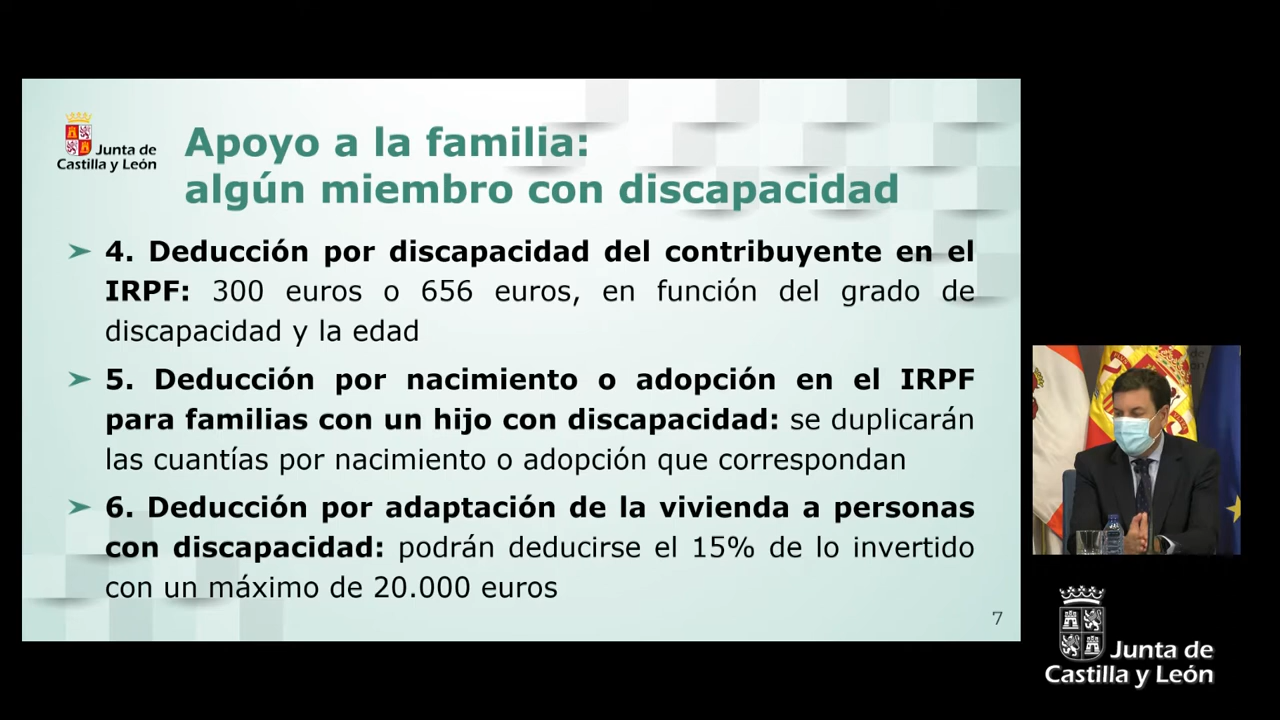 Junta de
Castilla y León
Apoyo a la familia:
algún miembro con discapacidad
4. Deducción por discapacidad del contribuyente en el
IRPF: 300 euros o 656 euros, en función del grado de
discapacidad y la edad
5. Deducción por nacimiento o adopción en el IRPF
para familias con un hijo con discapacidad: se duplicarán
las cuantías por nacimiento o adopción que correspondan
6. Deducción por adaptación de la vivienda a personas
con discapacidad: podrán deducirse el 15% de lo invertido
con un máximo de 20.000 euros
7
Junta de
Castilla y León